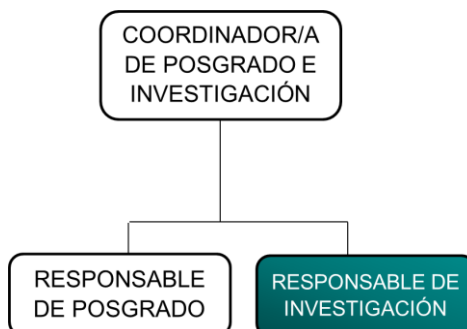 COORDINADOR/A
DE POSGRADO E
INVESTIGACIÓN
RESPONSABLE
DE POSGRADO
RESPONSABLE DE
INVESTIGACIÓN